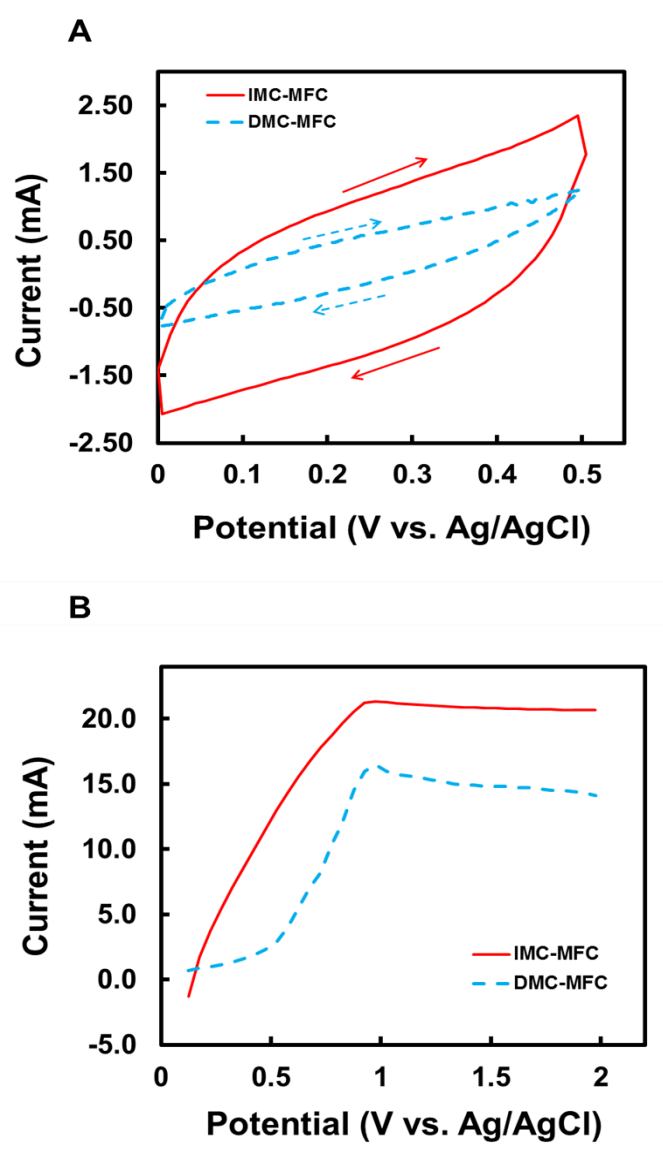 A
2.50
1.50
0.50
-0.50
-1.50
-2.50
Current (mA)
IMC-MFC
DMC-MFC
0 0.1 0.2 0.3 0.4 0.5
Potential (V vs. Ag/AgCl)
B
20.0
15.0
10.0
5.0
0.0
-5.0
Current (mA)
IMC-MFC
DMC-MFC
0 0.5 1 1.5 2
Potential (V vs. Ag/AgCl)